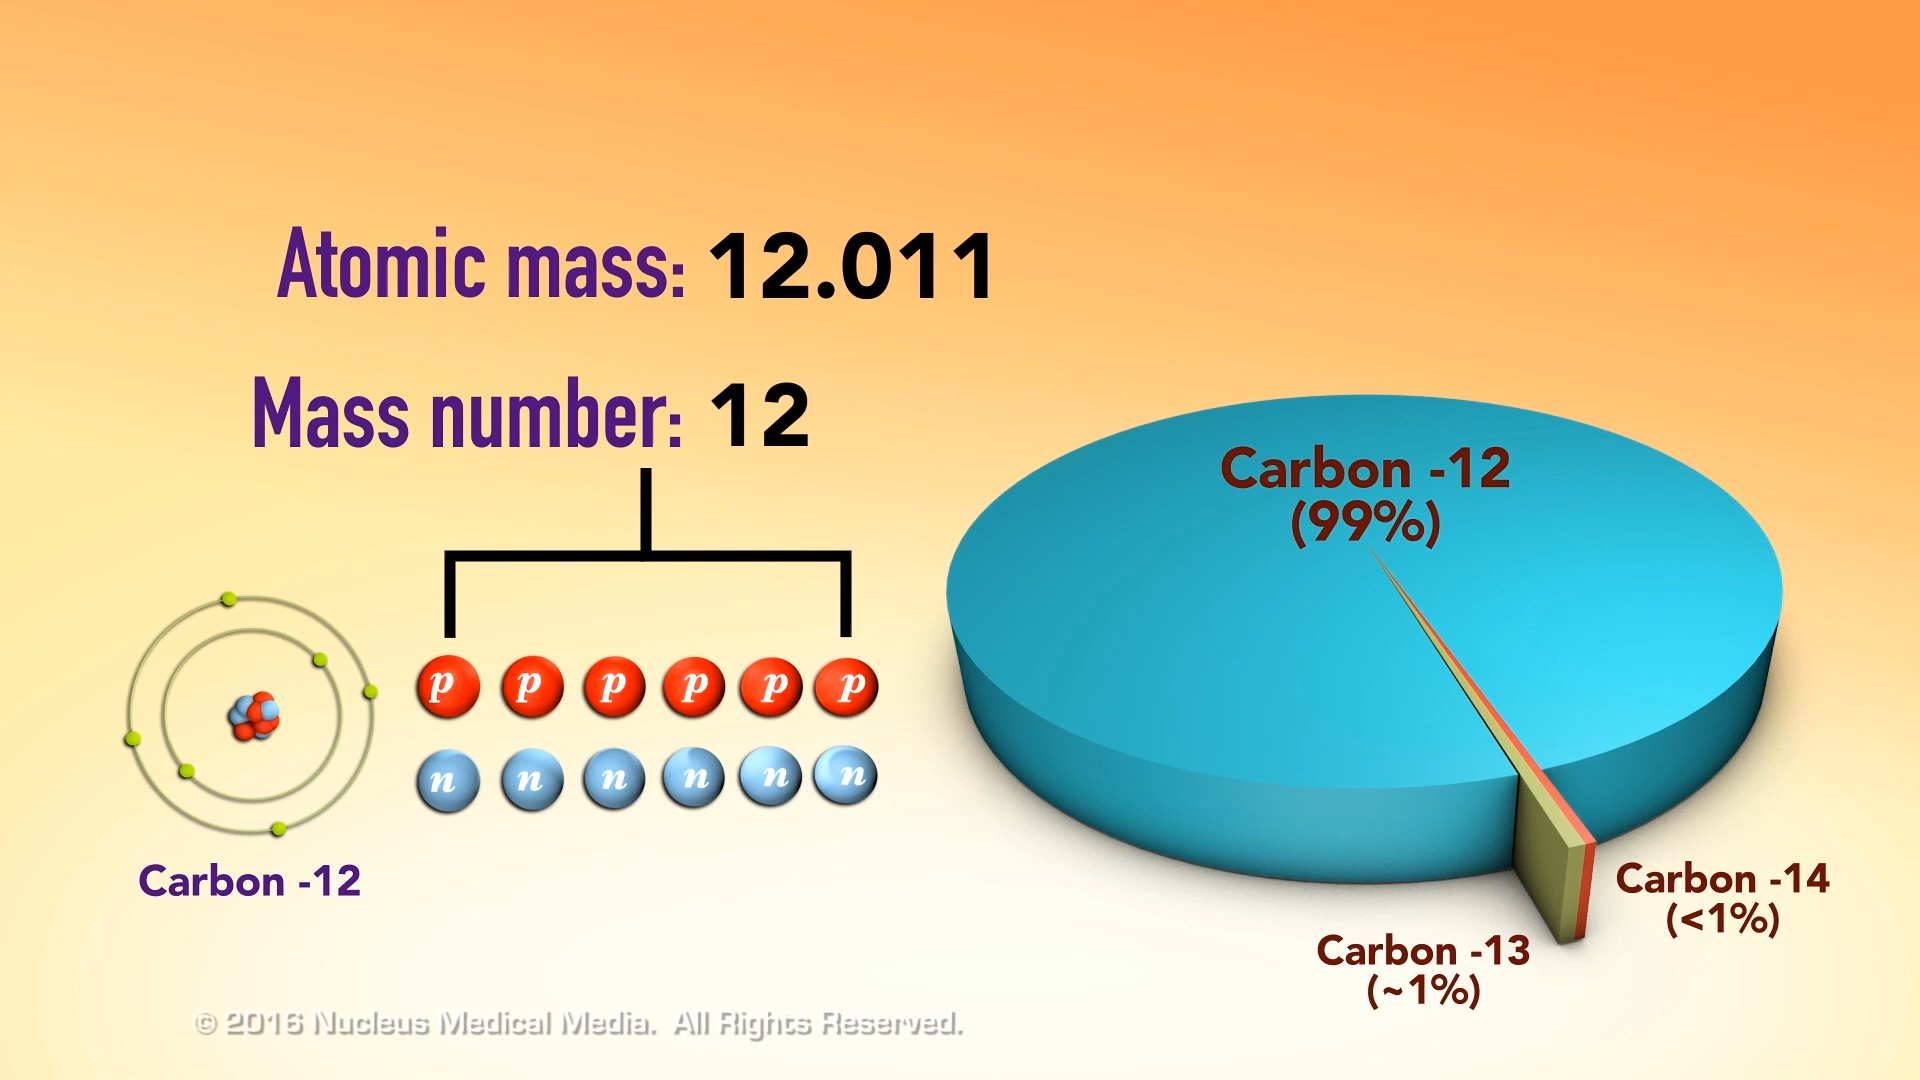 Atomic mass: 12.011
Mass number: 12
Carbon -12
(99%)
p p p p p p
n n n n n n
Carbon -12
Carbon -14
(<1%)
Carbon -13
(~1%)
© 2016 Nucleus Medical Media. All Rights Reserved.